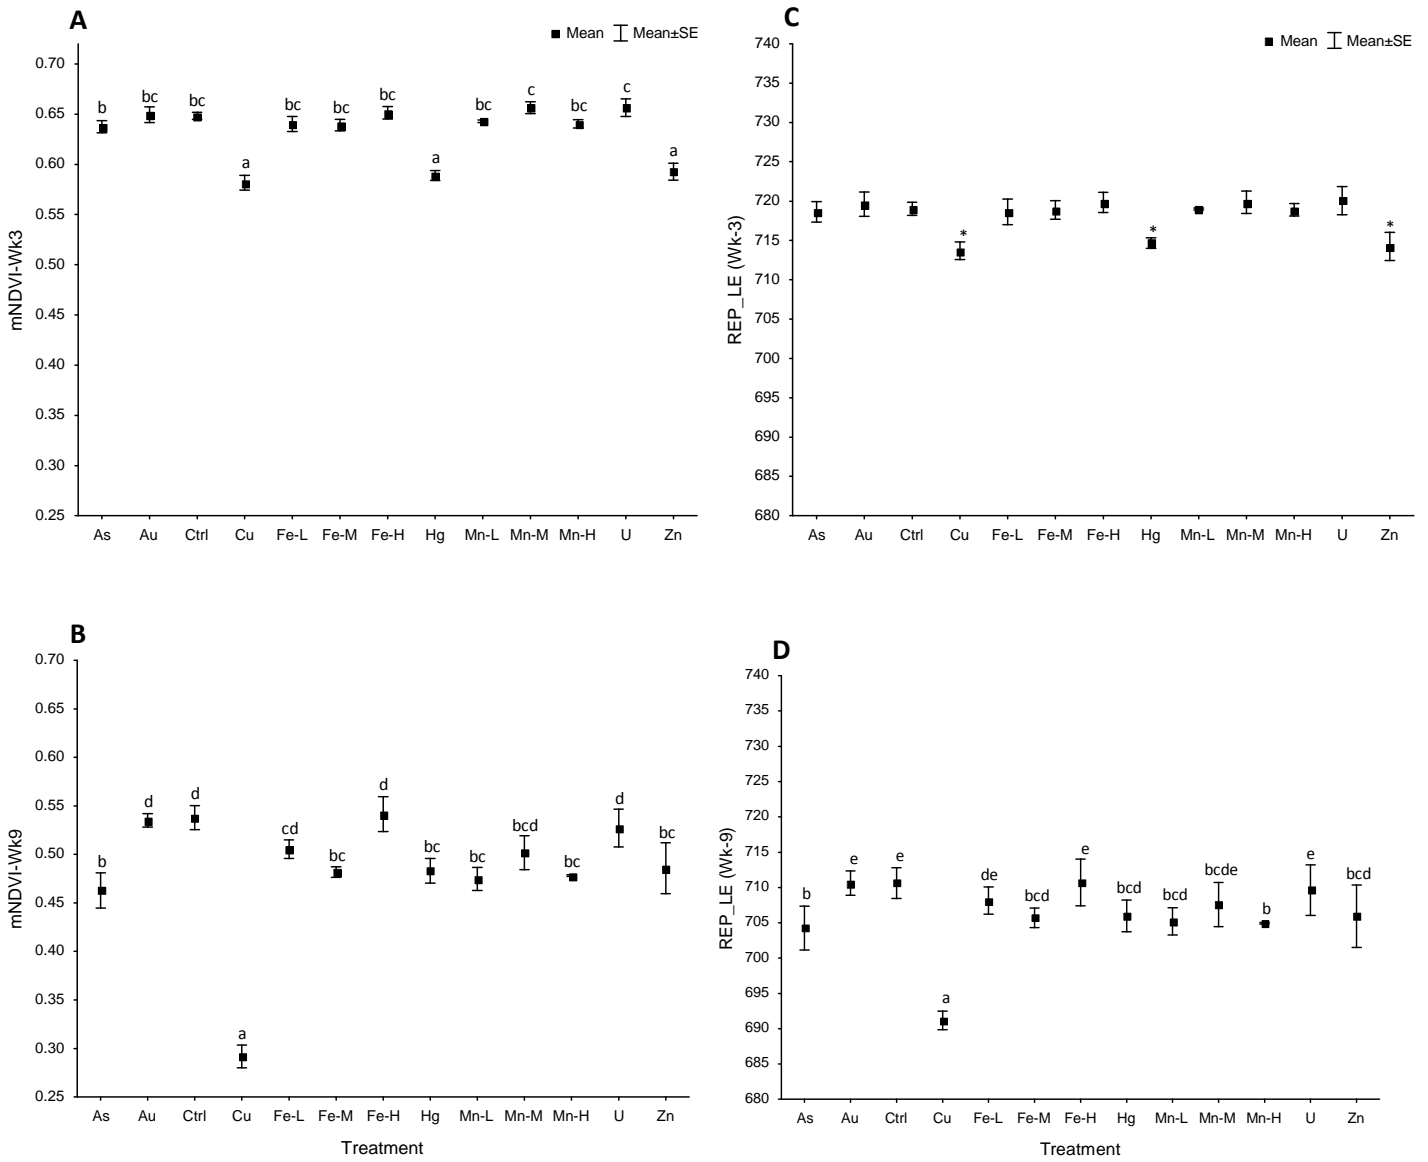 A
Mean Mean±SE
0.70
0.65
0.60
0.55
0.50
0.45
0.40
0.35
0.30
0.25
mNDVI-Wk3
b bc bc a bc bc bc a bc c bc c a
As Au Ctrl Cu Fe-L Fe-M Fe-H Hg Mn-L Mn-M Mn-H U Zn
C
Mean Mean±SE
740
735
730
725
720
715
710
705
700
695
690
685
680
REP_LE (Wk-3)
* * *
As Au Ctrl Cu Fe-L Fe-M Fe-H Hg Mn-L Mn-M Mn-H U Zn
B
0.70
0.65
0.60
0.55
0.50
0.45
0.40
0.35
0.30
0.25
mNDVI-Wk9
b d d a cd bc d bc bc bcd bc d bc
As Au Ctrl Cu Fe-L Fe-M Fe-H Hg Mn-L Mn-M Mn-H U Zn
Treatment
D
740
735
730
725
720
715
710
705
700
695
690
685
680
REP_LE (Wk-9)
b e e a de bcd e bcd bcd bcde b e bcd
As Au Ctrl Cu Fe-L Fe-M Fe-H Hg Mn-L Mn-M Mn-H U Zn
Treatment